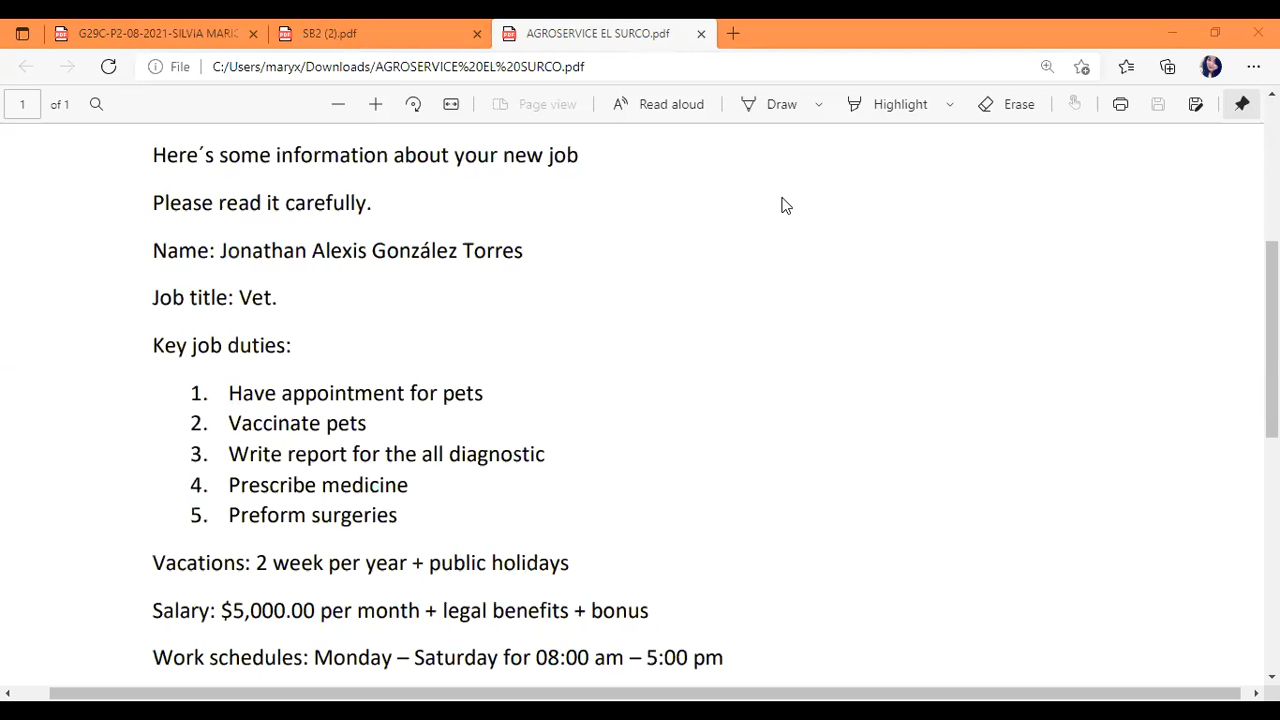 G29C-P2-08-2021-SILVIA MARIC
SB2 (2).pdf
AGROSERVICE EL SURCO.pdf
File
C:/Users/maryx/Downloads/AGROSERVICE%20EL%20SURCO.pdf
1 of 1
Page view
Read aloud
Draw
Highlight
Erase
Here´s some information about your new job
Please read it carefully.
Name: Jonathan Alexis González Torres
Job title: Vet.
Key job duties:
1. Have appointment for pets
2. Vaccinate pets
3. Write report for the all diagnostic
4. Prescribe medicine
5. Preform surgeries
Vacations: 2 week per year + public holidays
Salary: $5,000.00 per month + legal benefits + bonus
Work schedules: Monday – Saturday for 08:00 am – 5:00 pm